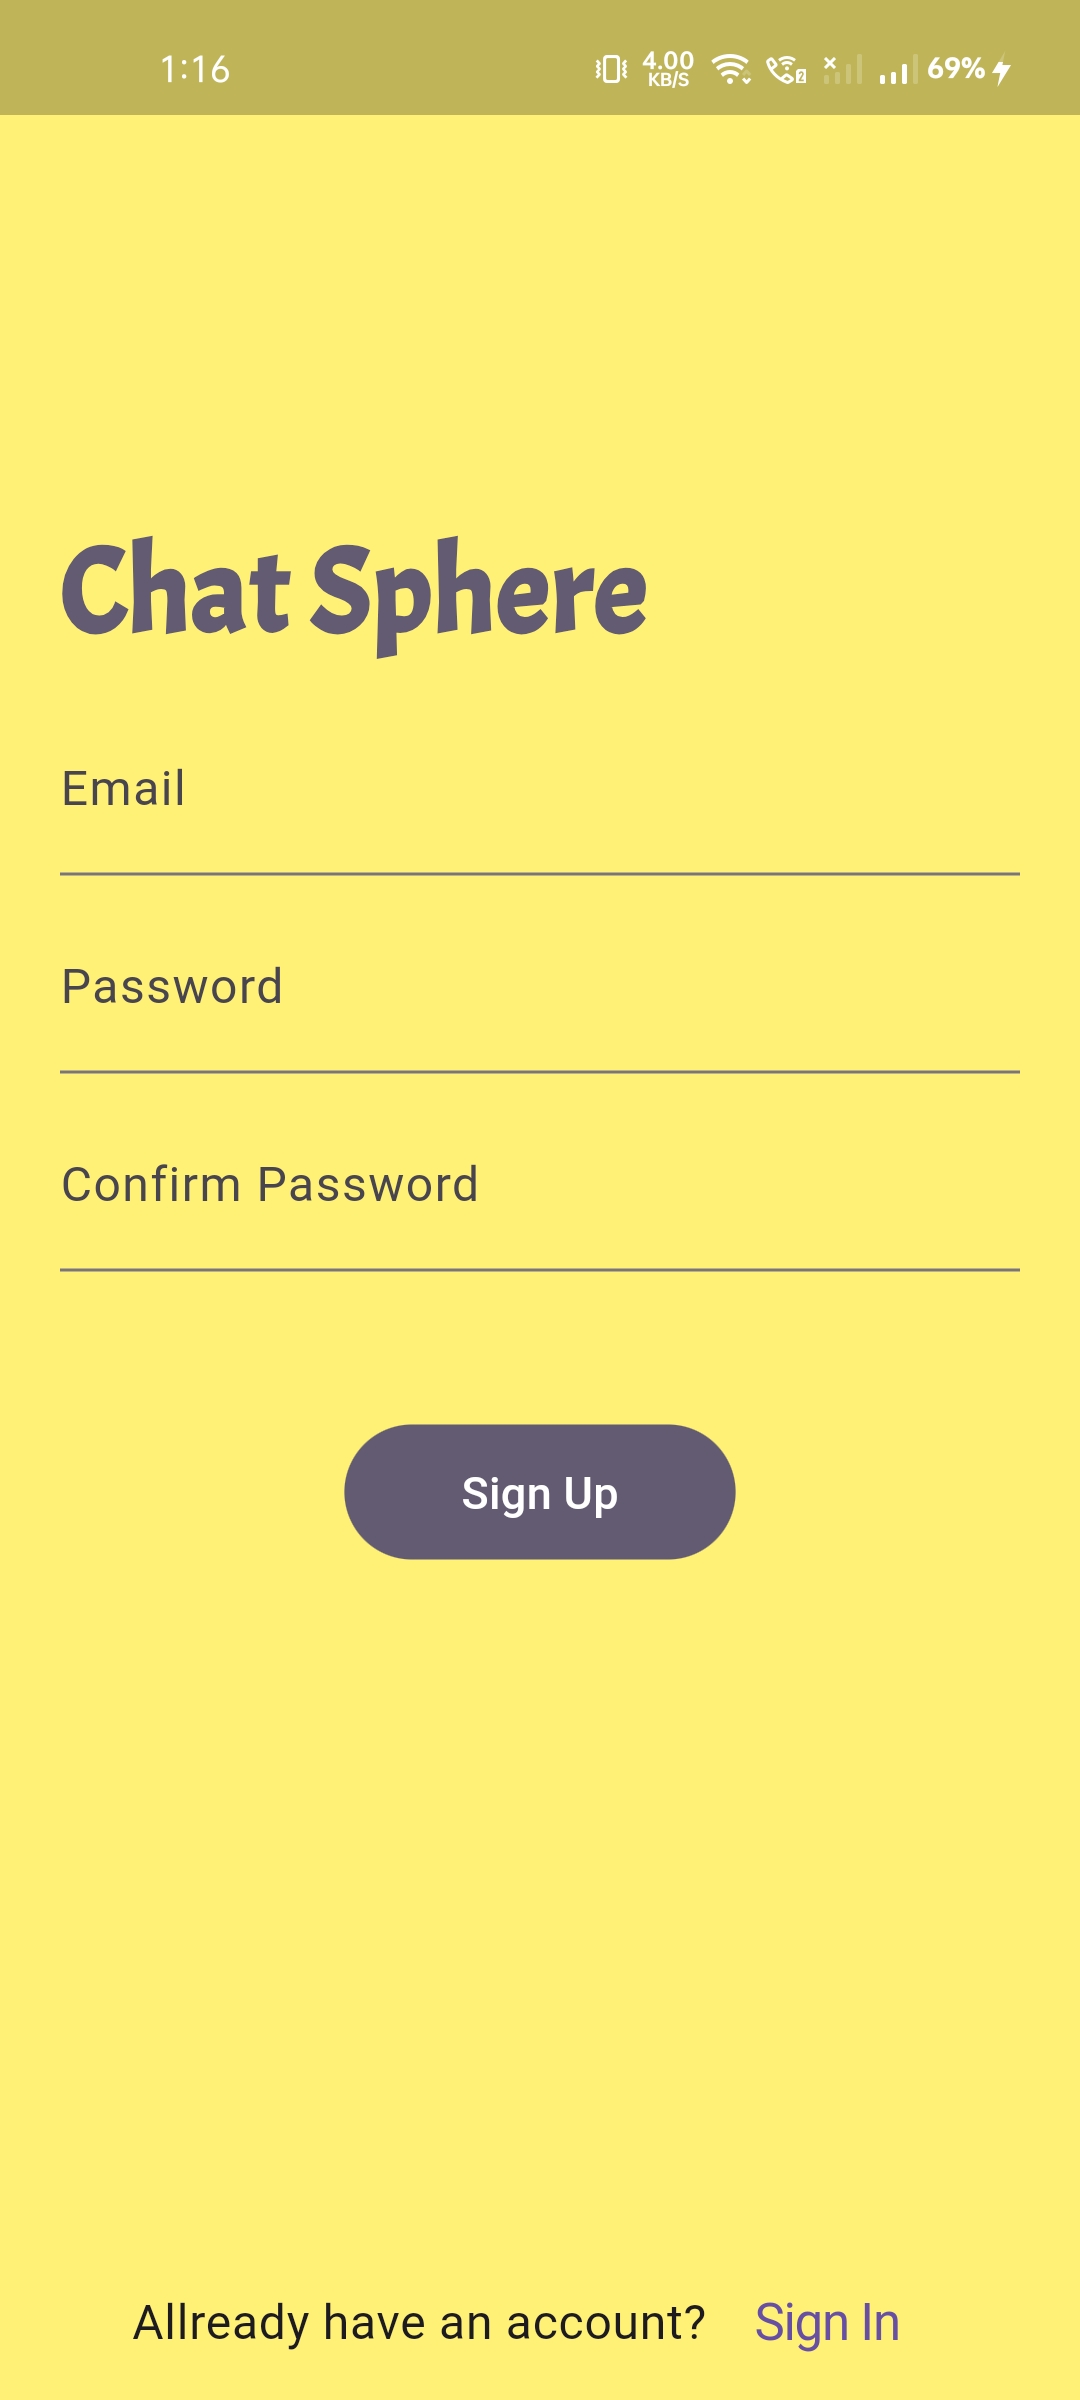 1:16
4.00
KB/S
2
69%
Chat Sphere
Email
Password
Confirm Password
Sign Up
Allready have an account? Sign In